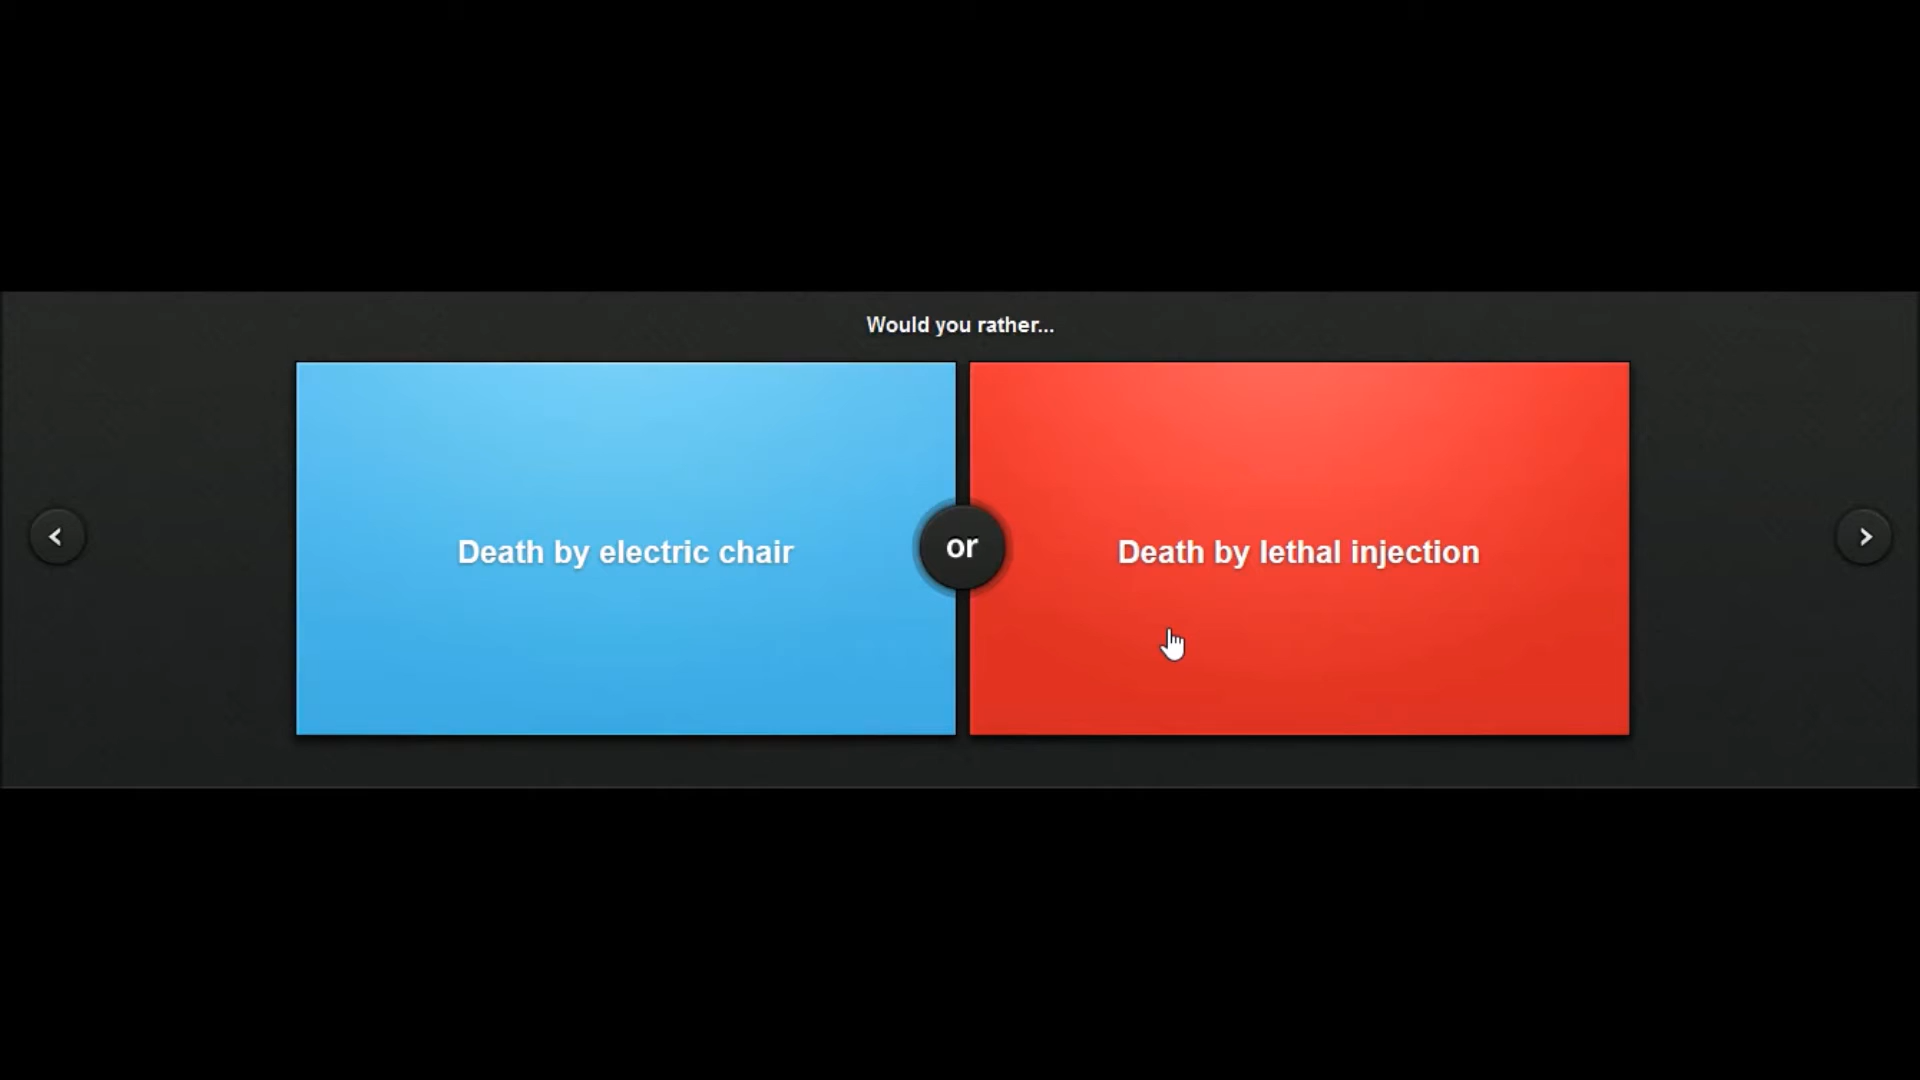 Would you rather...
Death by electric chair
or
Death by lethal injection